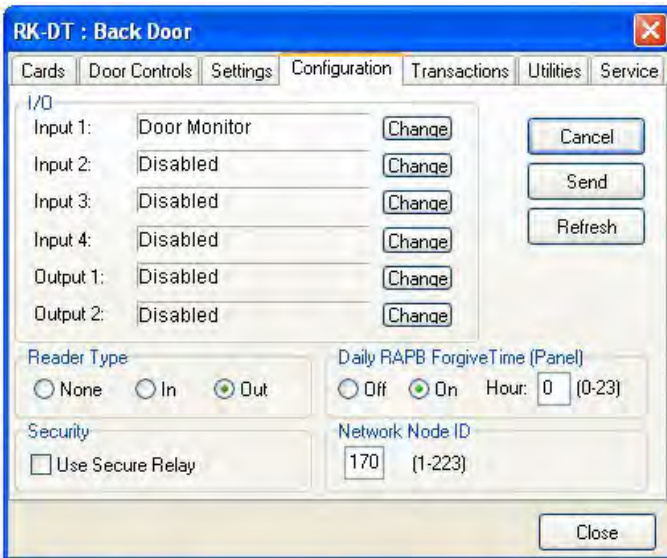 RK-DT : Back Door
Cards Door Controls Settings Configuration Transactions Utilities Service
I/O
Input 1: Door Monitor Change
Cancel
Input 2: Disabled Change
Send
Input 3: Disabled Change
Refresh
Input 4: Disabled Change
Output 1: Disabled Change
Output 2: Disabled Change
Reader Type
None In Out
Daily RAPB ForgiveTime (Panel)
Off On Hour: 0 (0-23)
Security
Use Secure Relay
Network Node ID
170 (1-223)
Close